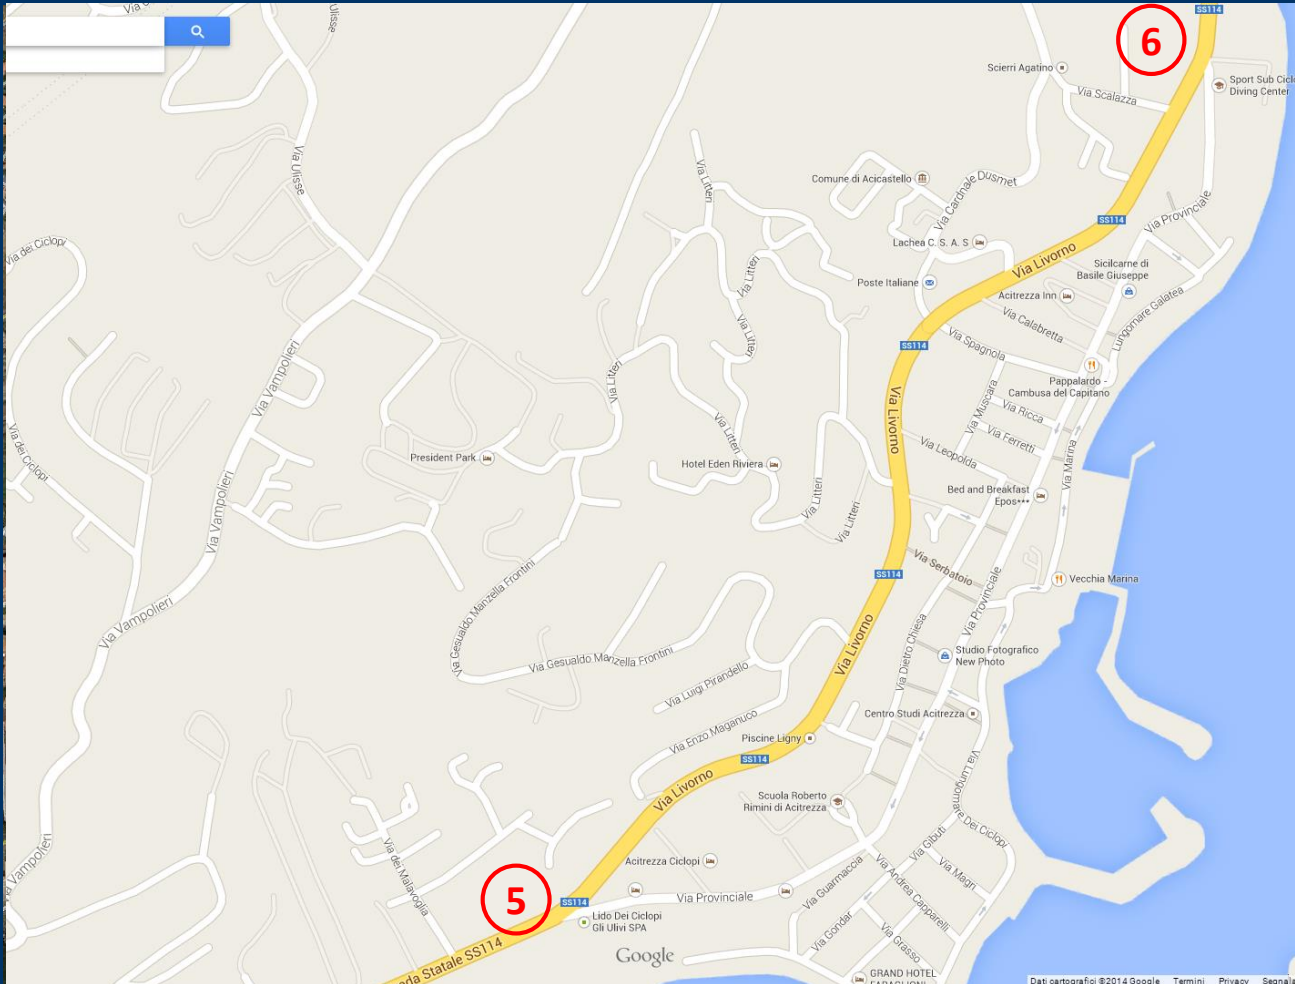 SS114
6
Scierri Agatino
Sport Sub Ciclo
Diving Center
Via Scalazza
Via Ulisse
Ulisse
Via Litteri
Comune di Acicastello
Via Cardnale Dusmet
Via Provinciale
SS114
Via dei Ciclopi
Lachea C. S. A. S
Via Livorno
Sicilcarne di
Basile Giuseppe
Via Litteri
Poste Italiane
Acitrezza Inn
Lungomare Galatea
Via Calabretta
Via Litteri
SS114
Via Spagnola
Via Vampolieri
Via Litteri
Pappalardo -
Cambusa del Capitano
Via Muscara
Via Ricca
Via Livorno
Via Litteri
Via Ferretti
Via dei Ciclopi
Via Leopolda
Via Marina
President Park
Hotel Eden Riviera
Via Vampolieri
Bed and Breakfast
Epos***
Via Litteri
Via Litteri
Via Serbatoio
SS114
Vecchia Marina
Via Gesualdo Manzella Frontini
Via Provinciale
Via Vampolieri
Via Dietro Chiesa
Via Livorno
Studio Fotografico
New Photo
Via Gesualdo Manzella Frontini
Via Luigi Pirandello
Centro Studi Acitrezza
Via Enzo Maganuco
Piscine Ligny
SS114
Via Livorno
Via Lungomare Dei Ciclopi
Scuola Roberto
Rimini di Acitrezza
Via Vampolieri
Via dei Malavoglia
Acitrezza Ciclopi
Via Gibuti
Via Magri
Via Guarmaccia
Via Andrea Capparelli
5
SS114
Via Provinciale
Lido Dei Ciclopi
Gli Ulivi SPA
Via Gondar
Via Grasso
ada Statale SS114
Google
GRAND HOTEL
FARAGLIONI
Dati cartografici ©2014 Google Termini Privacy Segnala